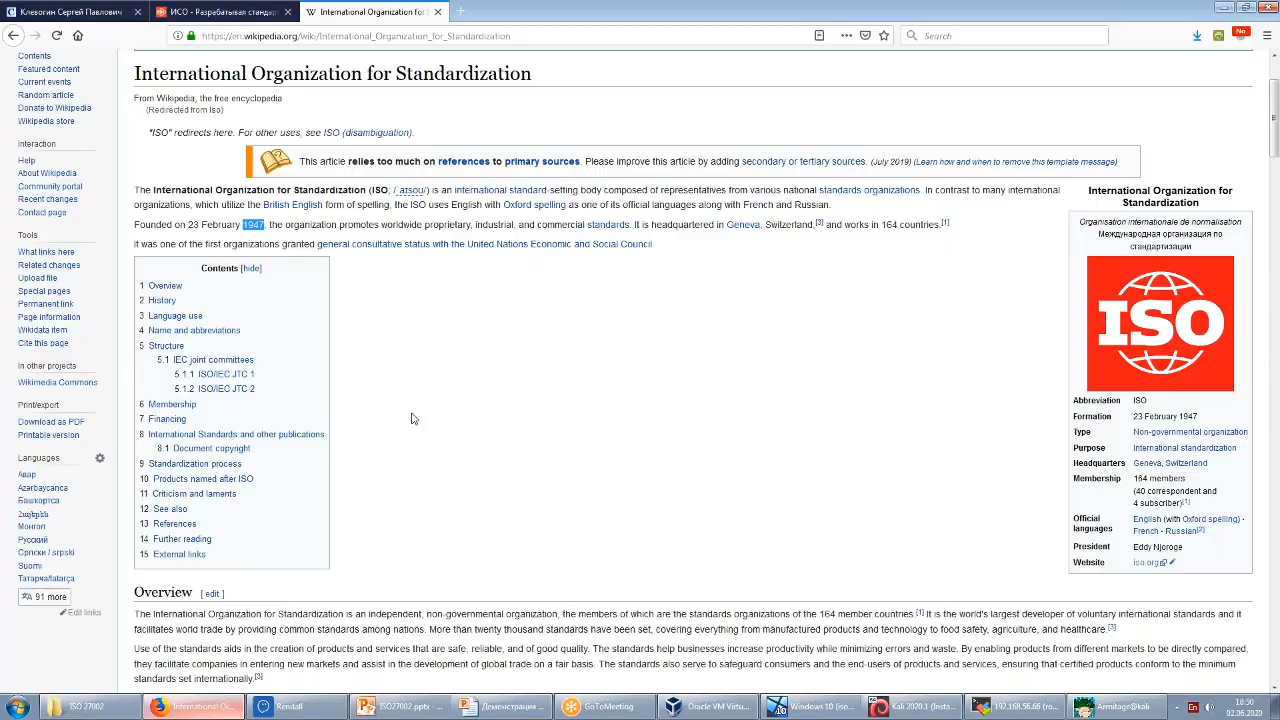 Клевогин Сергей Павлович
ИСО - Разрабатывая стандар
International Organization for S
https://en.wikipedia.org/wiki/International_Organization_for_Standardization
Search
No
Contents
Featured content
Current events
Random article
Donate to Wikipedia
Wikipedia store
Interaction
Help
About Wikipedia
Community portal
Recent changes
Contact page
Tools
What links here
Related changes
Upload file
Special pages
Permanent link
Page information
Wikidata item
Cite this page
In other projects
Wikimedia Commons
Print/export
Download as PDF
Printable version
Languages
Авар
Azərbaycanca
Башҡортса
Հայերեն
Монгол
Русский
Српски / srpski
Suomi
Татарча/tatarça
91 more
Edit links
International Organization for Standardization
From Wikipedia, the free encyclopedia
(Redirected from Iso)
"ISO" redirects here. For other uses, see ISO (disambiguation).
This article relies too much on references to primary sources. Please improve this article by adding secondary or tertiary sources. (July 2019) (Learn how and when to remove this template message)
The International Organization for Standardization (ISO; /ˈaɪsoʊ/) is an international standard-setting body composed of representatives from various national standards organizations. In contrast to many international
organizations, which utilize the British English form of spelling, the ISO uses English with Oxford spelling as one of its official languages along with French and Russian.
Founded on 23 February 1947, the organization promotes worldwide proprietary, industrial, and commercial standards. It is headquartered in Geneva, Switzerland,[3] and works in 164 countries.[1]
It was one of the first organizations granted general consultative status with the United Nations Economic and Social Council.
Contents [hide]
1 Overview
2 History
3 Language use
4 Name and abbreviations
5 Structure
5.1 IEC joint committees
5.1.1 ISO/IEC JTC 1
5.1.2 ISO/IEC JTC 2
6 Membership
7 Financing
8 International Standards and other publications
8.1 Document copyright
9 Standardization process
10 Products named after ISO
11 Criticism and laments
12 See also
13 References
14 Further reading
15 External links
International Organization for
Standardization
Organisation internationale de normalisation
Международная организация по
стандартизации
ISO
Abbreviation ISO
Formation 23 February 1947
Type Non-governmental organization
Purpose International standardization
Headquarters Geneva, Switzerland
Membership 164 members
(40 correspondent and
4 subscriber)[1]
Official languages English (with Oxford spelling) ·
French · Russian[2]
President Eddy Njoroge
Website iso.org
Overview [ edit ]
The International Organization for Standardization is an independent, non-governmental organization, the members of which are the standards organizations of the 164 member countries.[1] It is the world's largest developer of voluntary international standards and it
facilitates world trade by providing common standards among nations. More than twenty thousand standards have been set, covering everything from manufactured products and technology to food safety, agriculture, and healthcare.[3]
Use of the standards aids in the creation of products and services that are safe, reliable, and of good quality. The standards help businesses increase productivity while minimizing errors and waste. By enabling products from different markets to be directly compared,
they facilitate companies in entering new markets and assist in the development of global trade on a fair basis. The standards also serve to safeguard consumers and the end-users of products and services, ensuring that certified products conform to the minimum
standards set internationally.[3]
ISO 27002
International Or...
Rendall
ISO27002.pptx - ...
Демонстрация ...
GoToMeeting
Oracle VM Virtu...
Windows 10 (iso...
Kali 2020.1 (Inst...
192.168.56.66 (ro...
Armitage@kali
En
18:50
02.06.2020